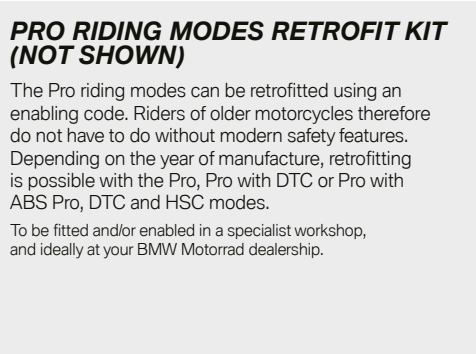 PRO RIDING MODES RETROFIT KIT
(NOT SHOWN)
The Pro riding modes can be retrofitted using an
enabling code. Riders of older motorcycles therefore
do not have to do without modern safety features.
Depending on the year of manufacture, retrofitting
is possible with the Pro, Pro with DTC or Pro with
ABS Pro, DTC and HSC modes.
To be fitted and/or enabled in a specialist workshop,
and ideally at your BMW Motorrad dealership.